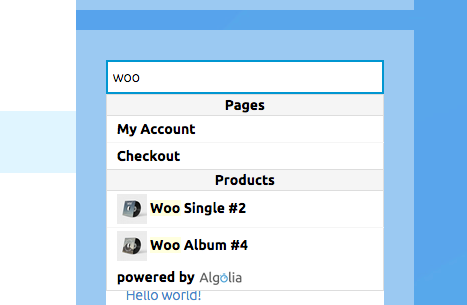 woo
Pages
My Account
Checkout
Products
Woo Single #2
Woo Album #4
powered by Algolia
Hello world!